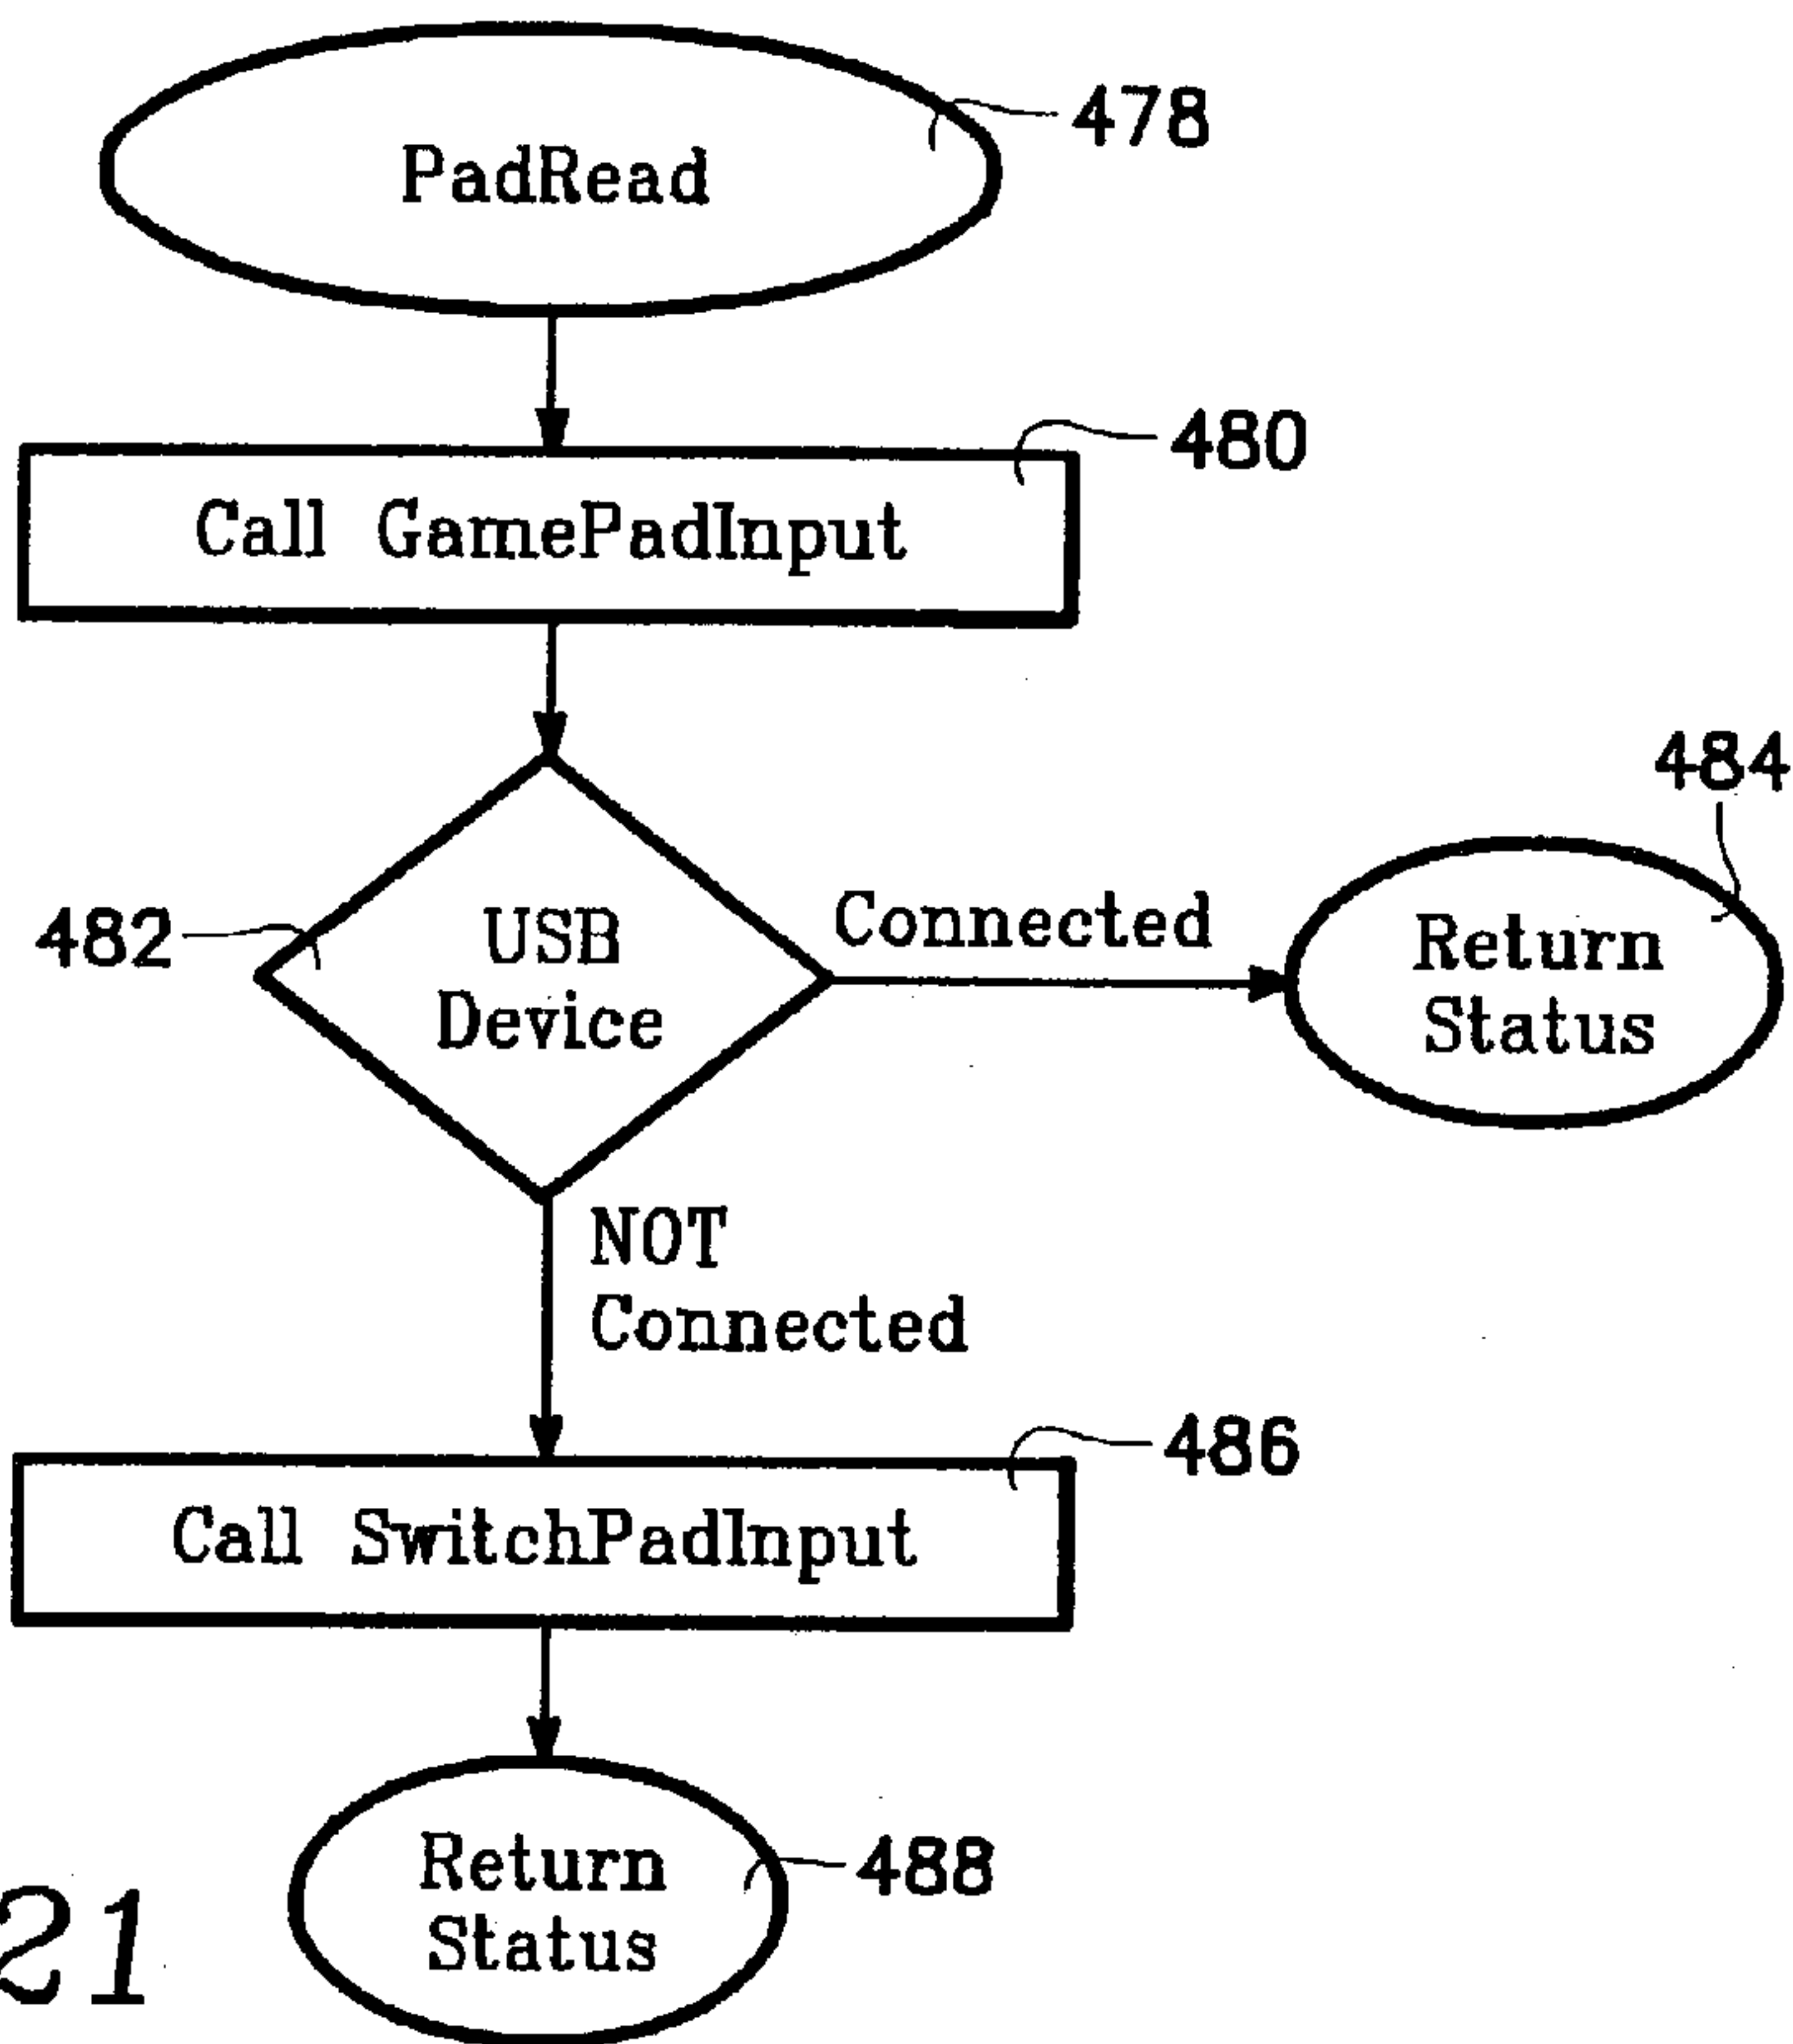 PadRead
478
Call GamePadInput
480
484
482
USB
Device
Connected
Return
Status
NOT
Connected
486
Call SwitchPadInput
Return
Status
488
21